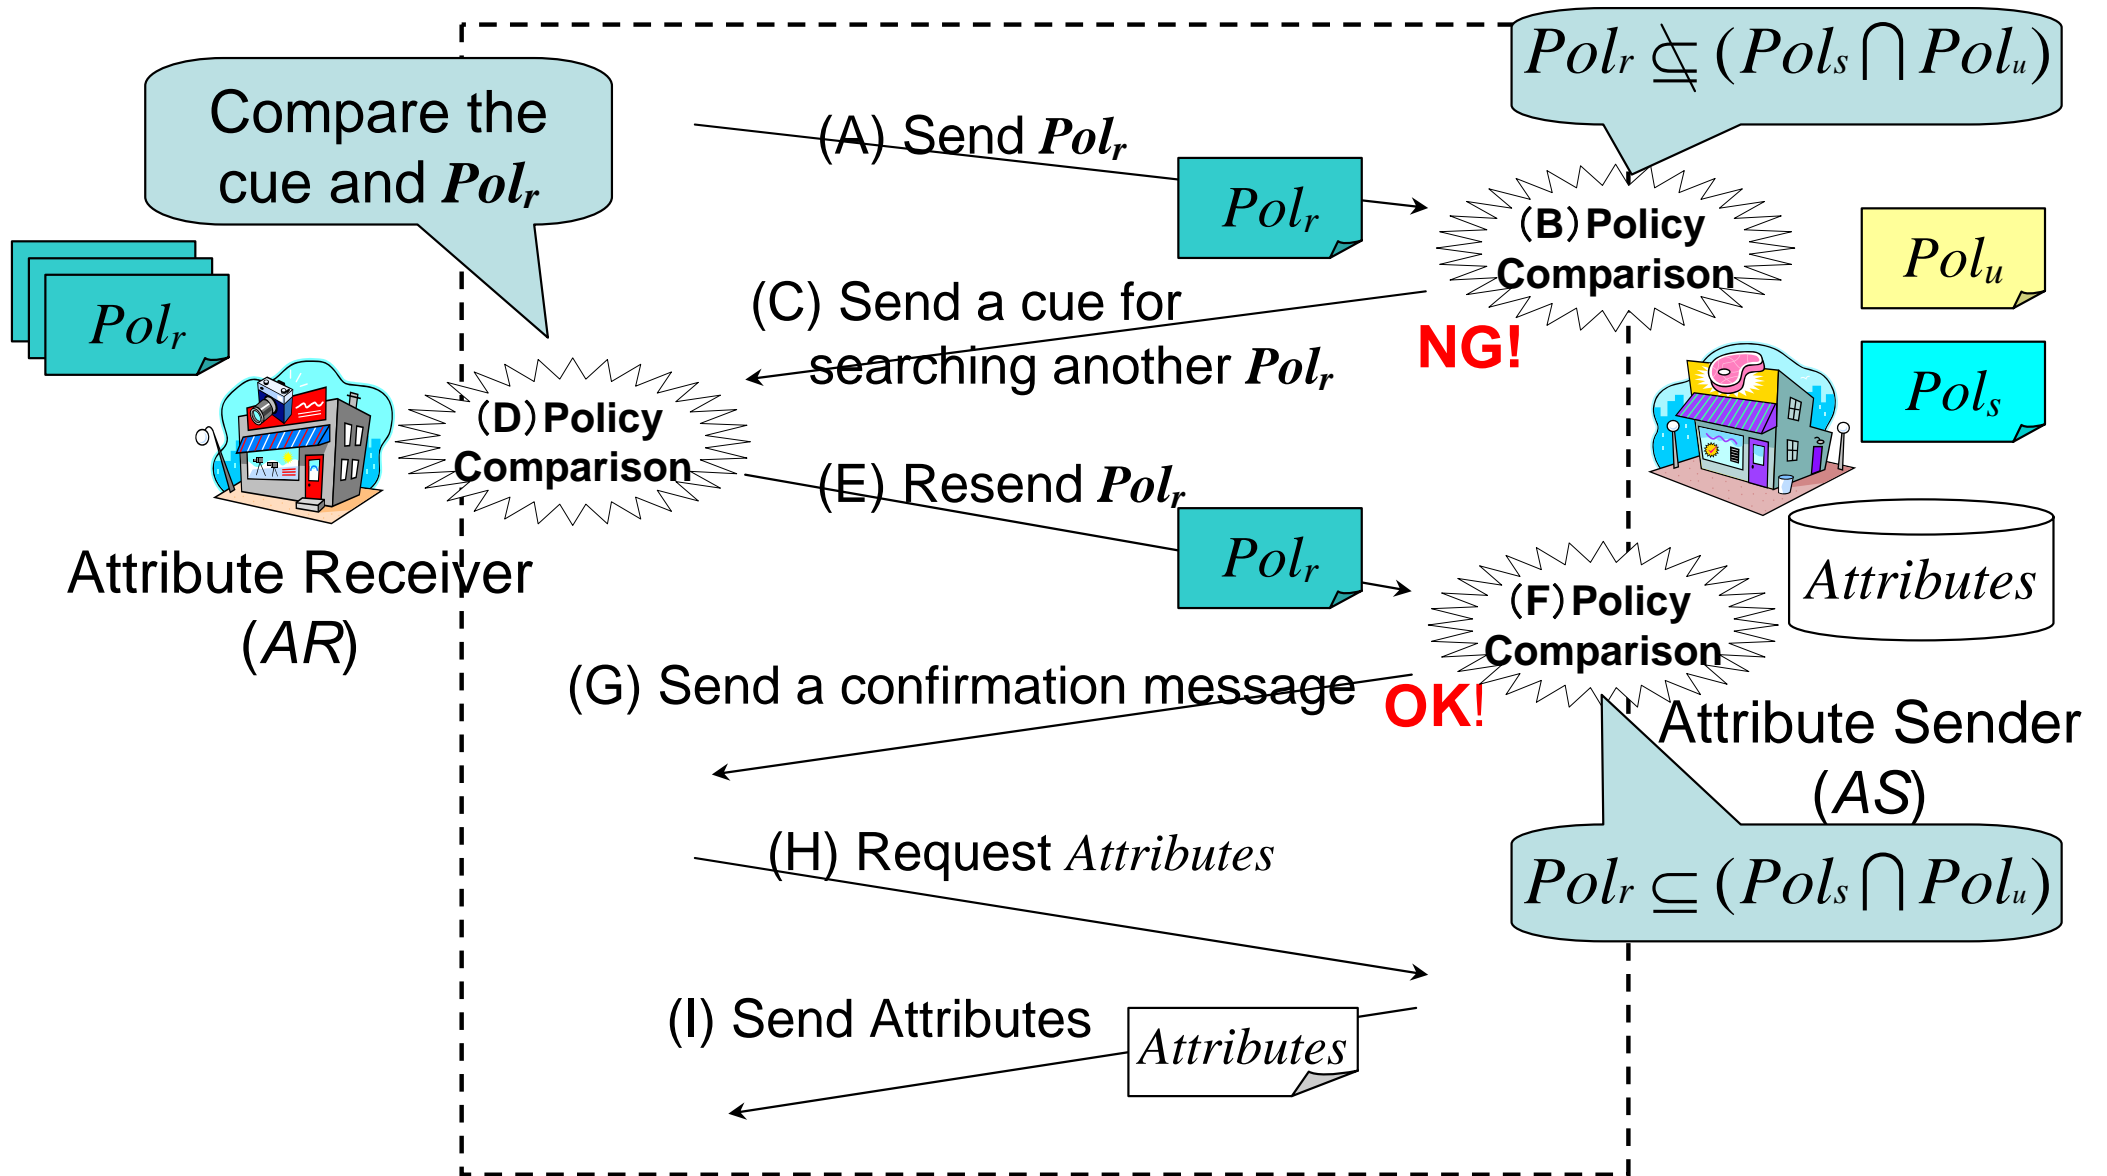 Pol_r ⊈ (Pol_s ⋂ Pol_u)
Compare the
cue and Pol_r
(A) Send Pol_r
Pol_r
(B) Policy
Comparison
Pol_u
Pol_r
(C) Send a cue for
searching another Pol_r
NG!
Pol_s
(D) Policy
Comparison
(E) Resend Pol_r
Pol_r
Attribute Receiver
(AR)
(F) Policy
Comparison
Attributes
(G) Send a confirmation message
OK!
Attribute Sender
(AS)
(H) Request Attributes
Pol_r ⊆ (Pol_s ⋂ Pol_u)
(I) Send Attributes
Attributes